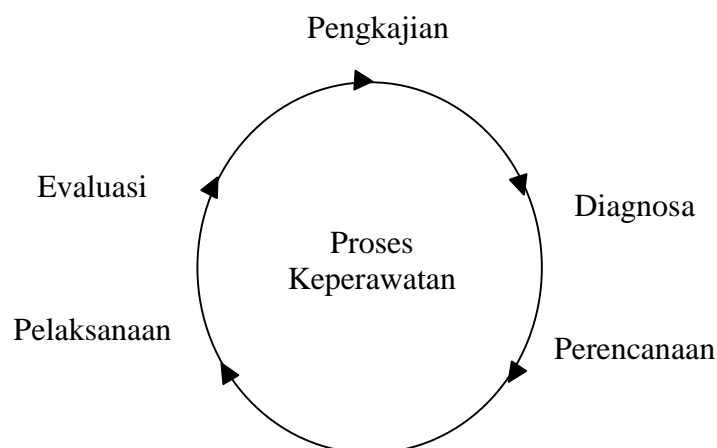 Pengkajian
Evaluasi
Diagnosa
Proses
Keperawatan
Pelaksanaan
Perencanaan